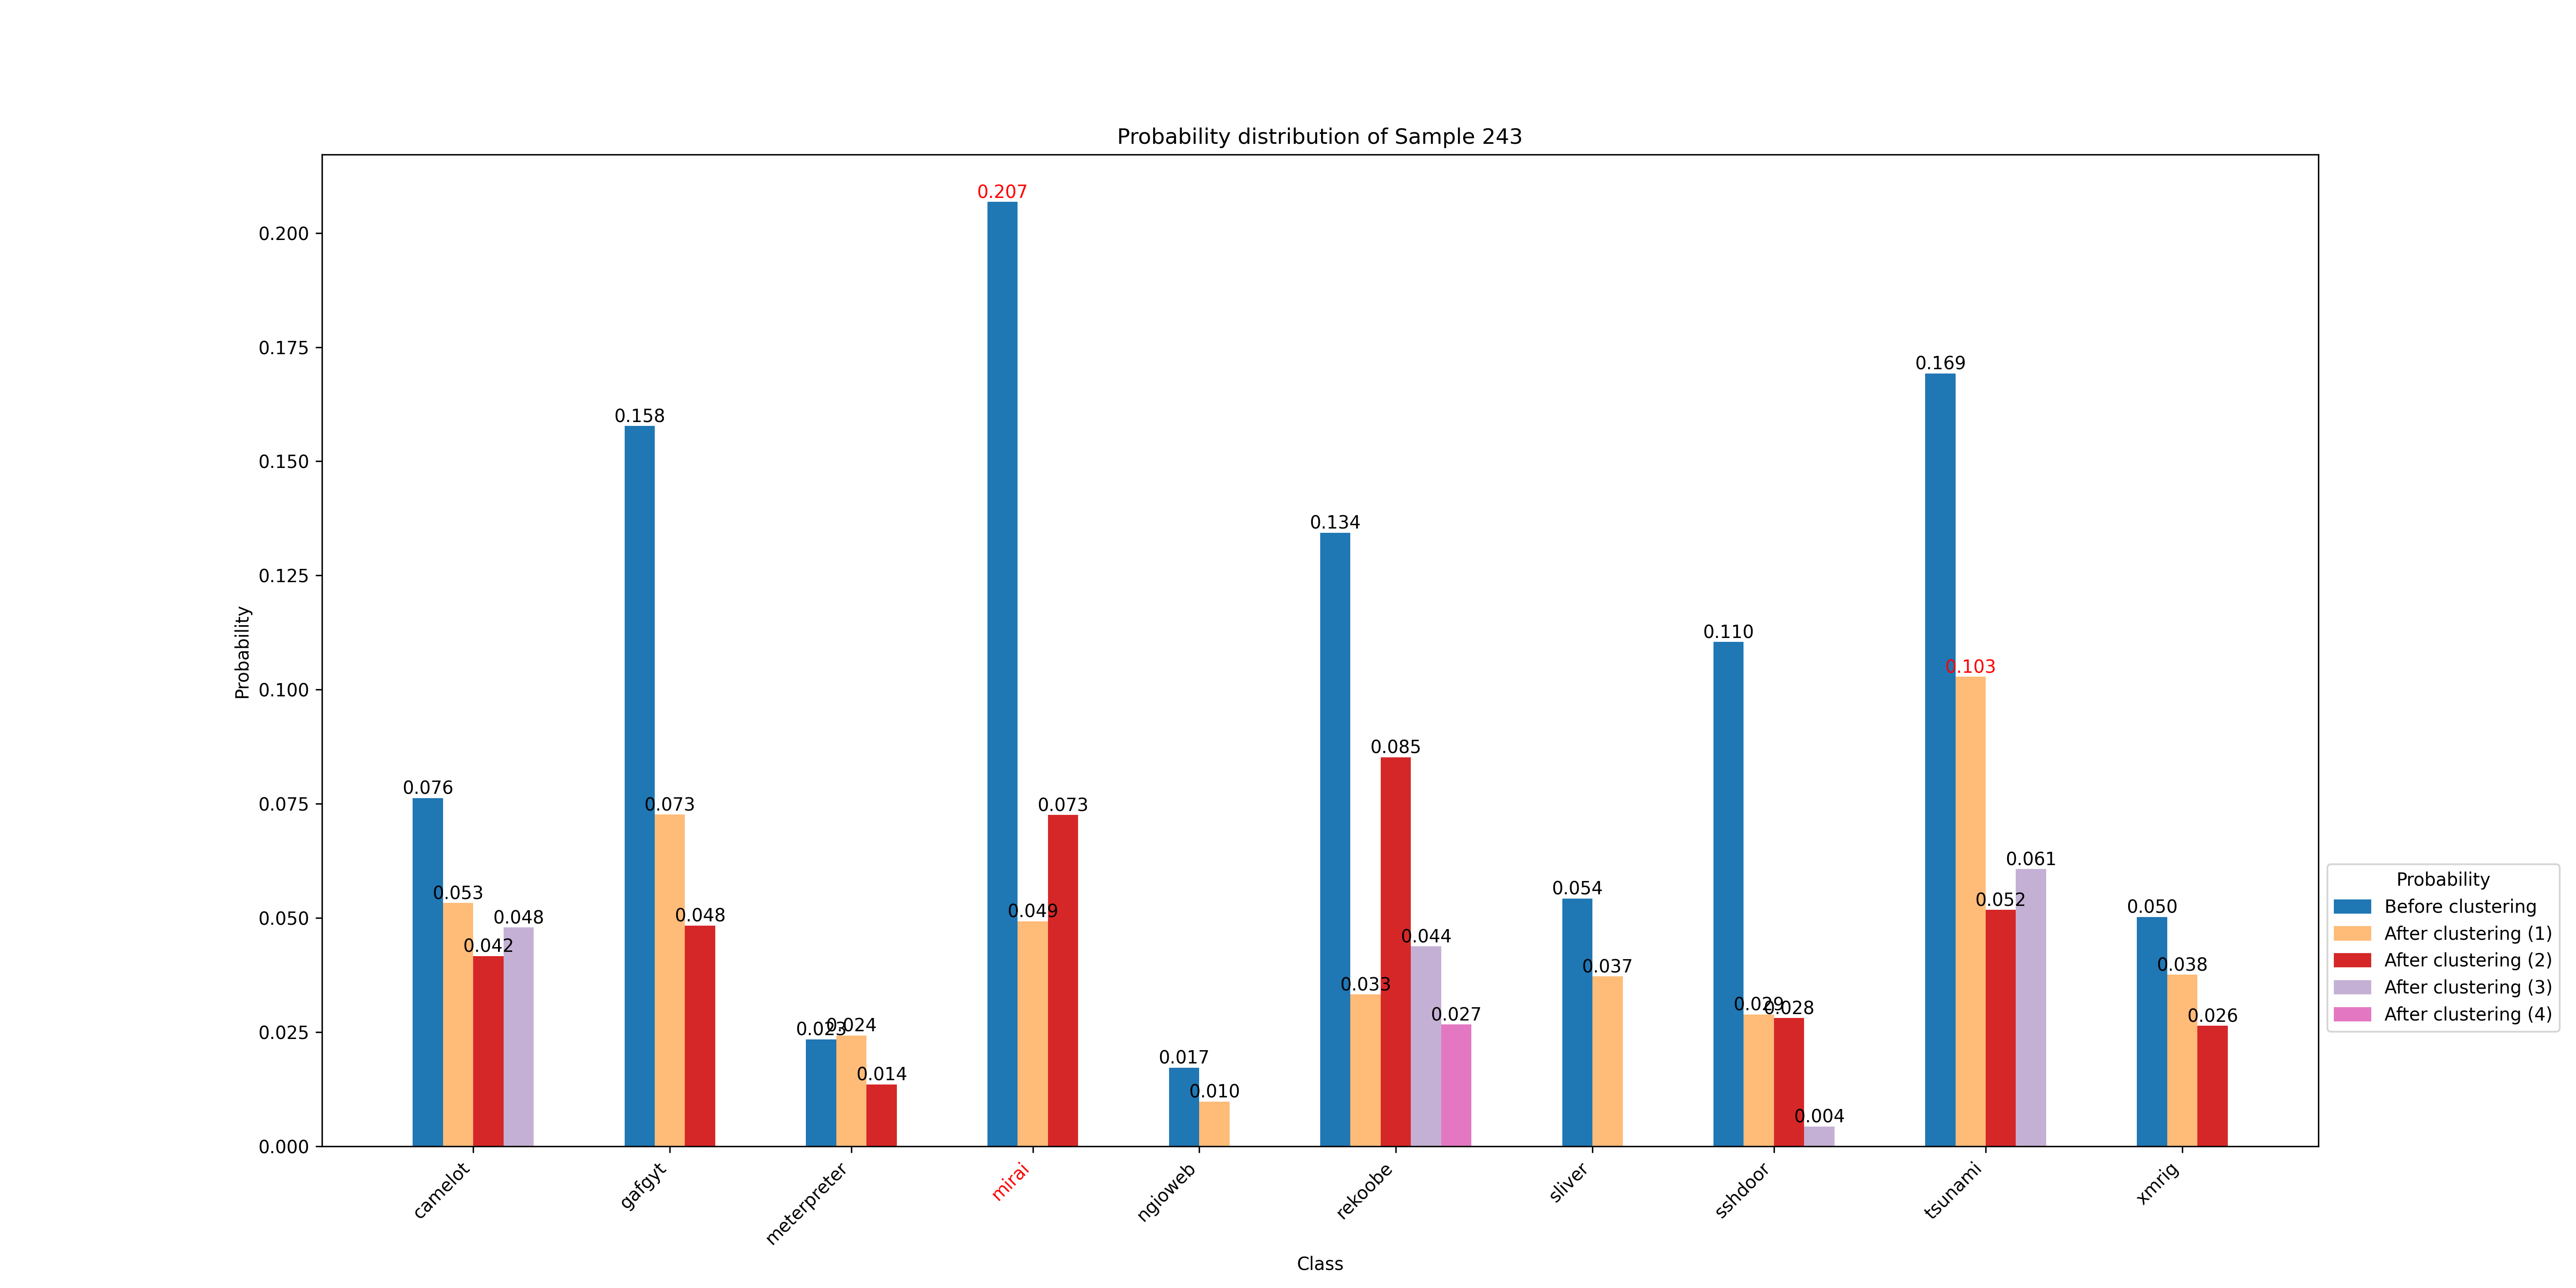 Probability distribution of Sample 243
Probability
0.200
0.175
0.150
0.125
0.100
0.075
0.050
0.025
0.000
0.076
0.053
0.042
0.048
0.158
0.073
0.048
0.023
0.024
0.014
0.207
0.049
0.073
0.017
0.010
0.134
0.033
0.085
0.044
0.027
0.054
0.037
0.110
0.029
0.028
0.004
0.169
0.103
0.052
0.061
0.050
0.038
0.026
camelot
gafgyt
meterpreter
mirai
ngioweb
rekoobe
sliver
sshdoor
tsunami
xmrig
Class
Probability
Before clustering
After clustering (1)
After clustering (2)
After clustering (3)
After clustering (4)